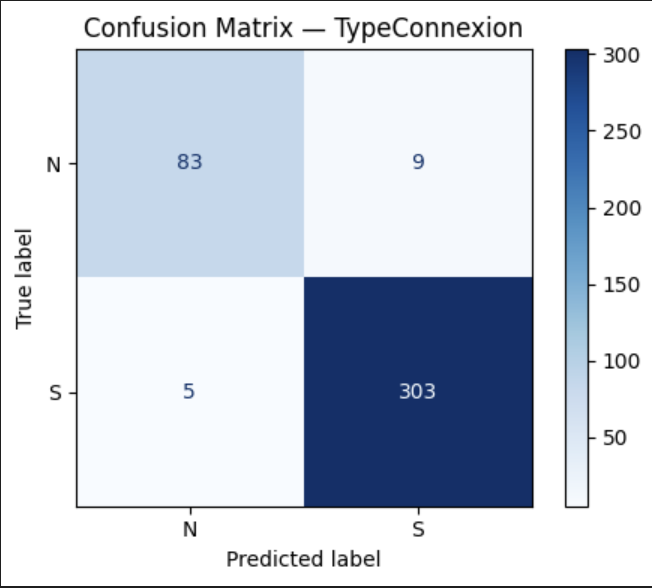 Confusion Matrix — TypeConnexion
300
250
200
150
100
50
True label
N
83
9
S
5
303
N
S
Predicted label